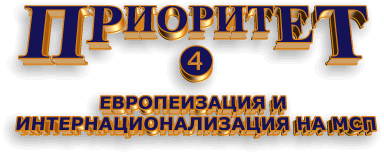 ПРИОРИТЕТ
4
ЕВРОПЕИЗАЦИЯ И
ИНТЕРНАЦИОНАЛИЗАЦИЯ НА МСП